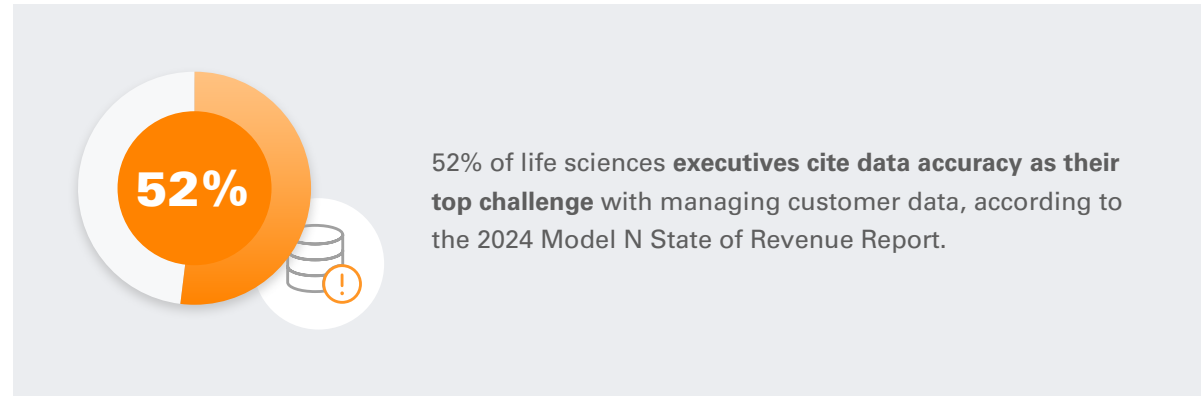 52%
52% of life sciences executives cite data accuracy as their
top challenge with managing customer data, according to
the 2024 Model N State of Revenue Report.